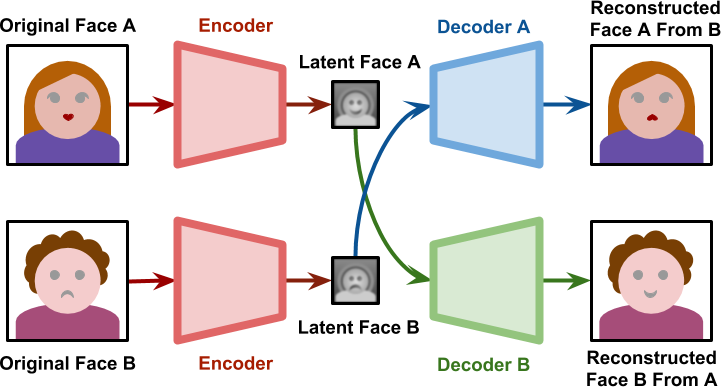 Original Face A
Encoder
Latent Face A
Decoder A
Reconstructed
Face A From B
Original Face B
Encoder
Latent Face B
Decoder B
Reconstructed
Face B From A